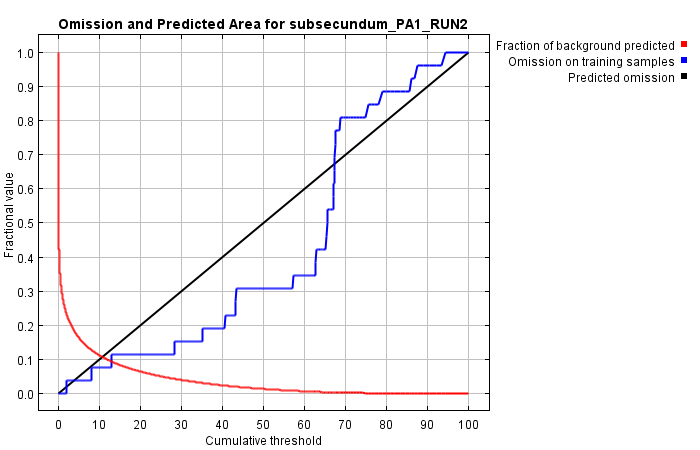 Omission and Predicted Area for subsecundum_PA1_RUN2
Fraction of background predicted
Omission on training samples
Predicted omission
Fractional value
1.0
0.9
0.8
0.7
0.6
0.5
0.4
0.3
0.2
0.1
0.0
0 10 20 30 40 50 60 70 80 90 100
Cumulative threshold